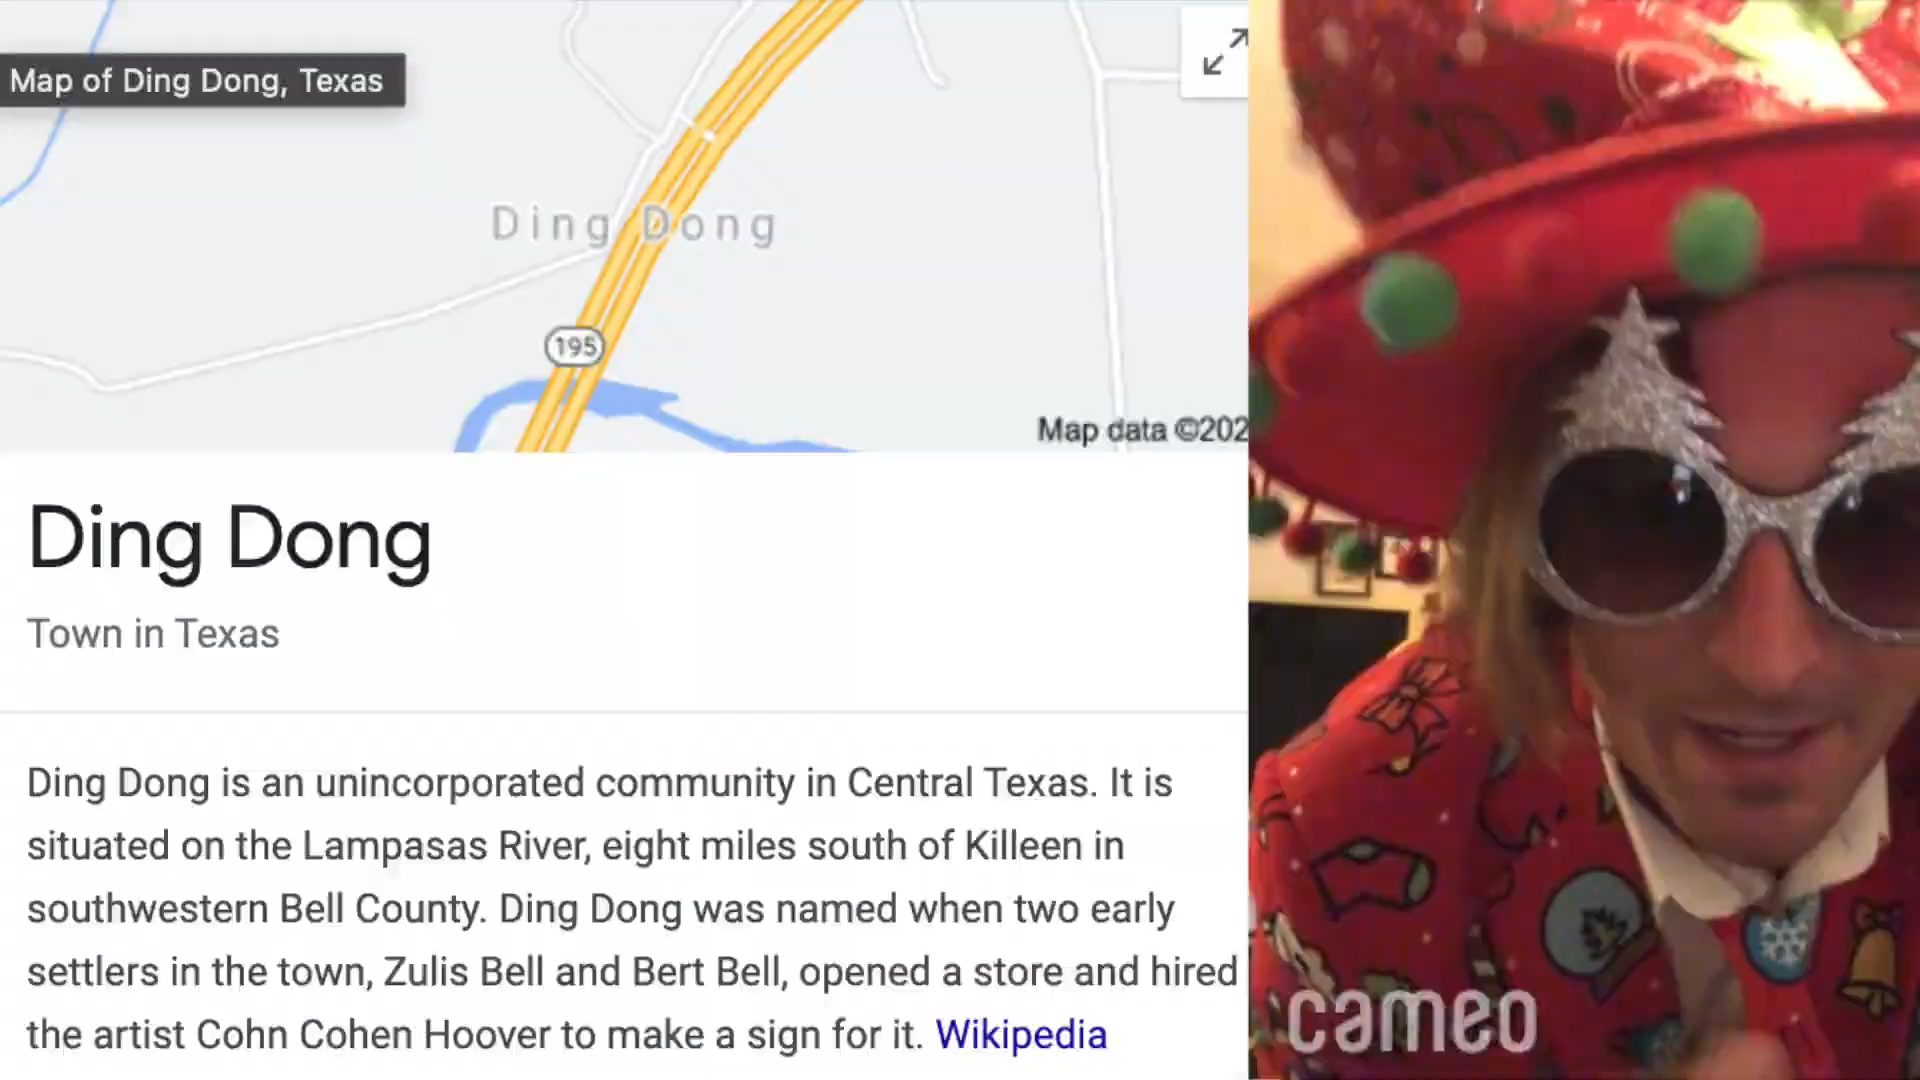 Map of Ding Dong, Texas
Ding Dong
195
Map data ©202
Ding Dong
Town in Texas
Ding Dong is an unincorporated community in Central Texas. It is
situated on the Lampasas River, eight miles south of Killeen in
southwestern Bell County. Ding Dong was named when two early
settlers in the town, Zulis Bell and Bert Bell, opened a store and hired
the artist Cohn Cohen Hoover to make a sign for it. Wikipedia
cameo